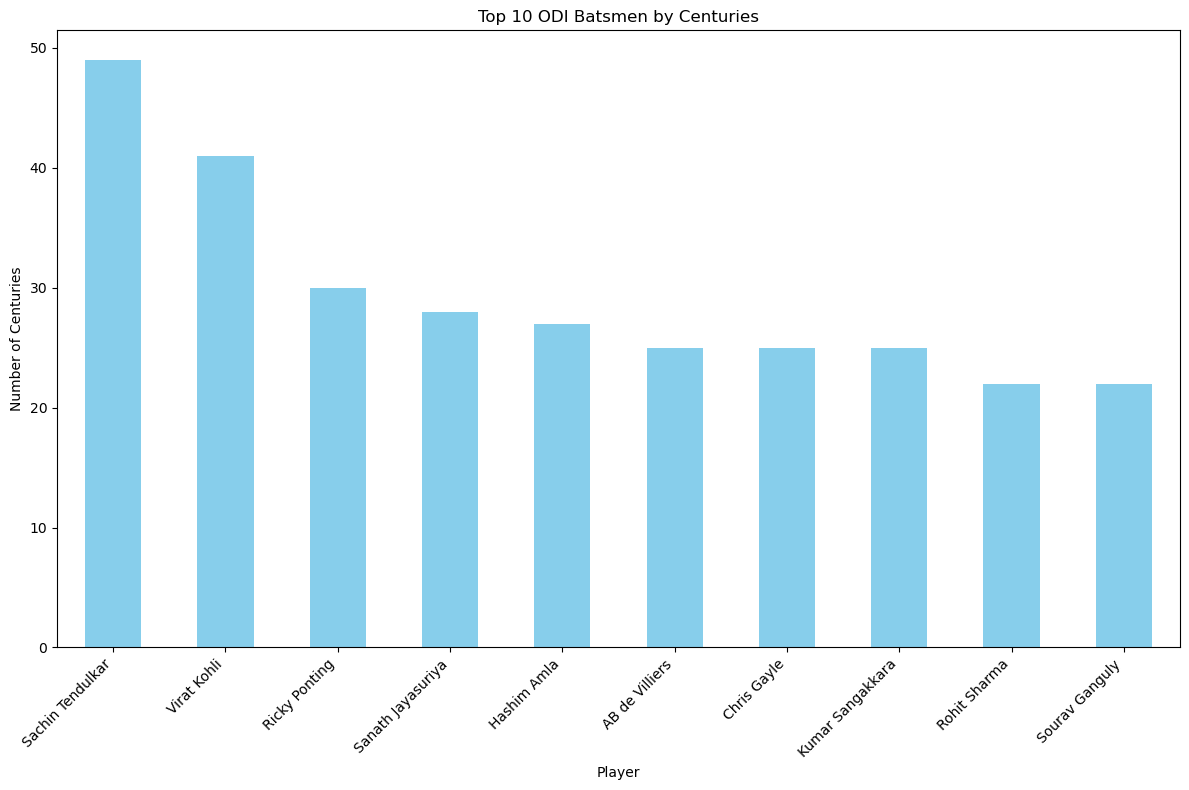 Top 10 ODI Batsmen by Centuries
Number of Centuries
50
40
30
20
10
0
Sachin Tendulkar
Virat Kohli
Ricky Ponting
Sanath Jayasuriya
Hashim Amla
AB de Villiers
Chris Gayle
Kumar Sangakkara
Rohit Sharma
Sourav Ganguly
Player